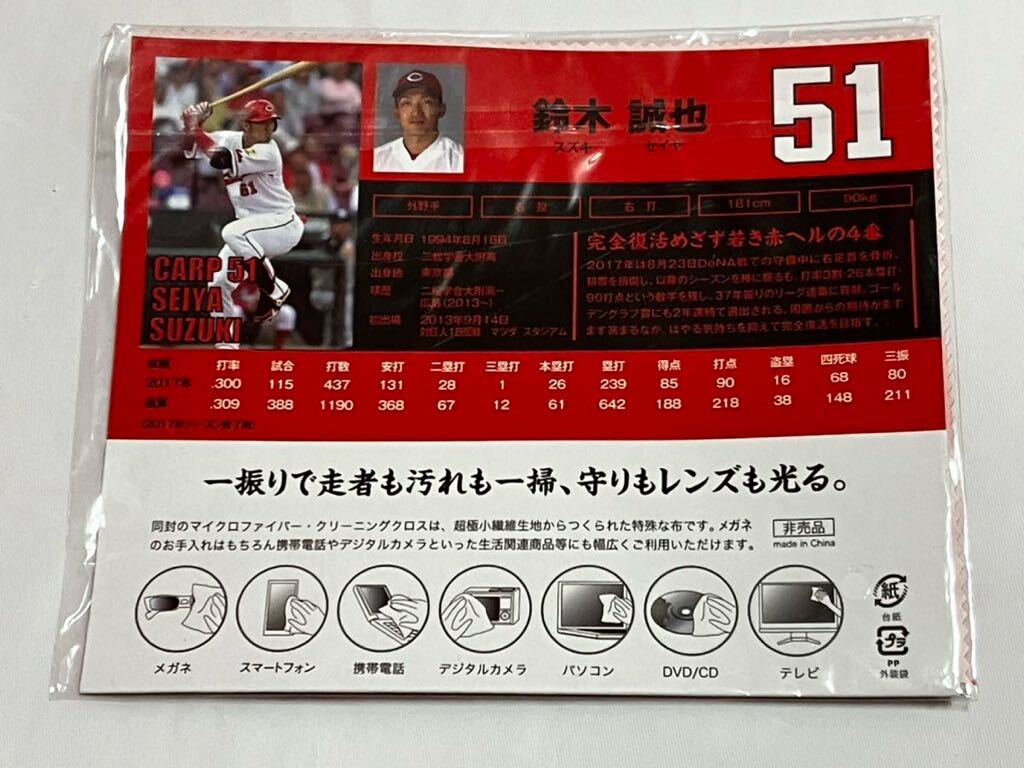 鈴木 誠也
スズキ セイヤ
51
61
CARP 51
SEIYA
SUZUKI
外野手 右投 右打 181cm 90kg
生年月日 1994年8月18日
出身校 二松学舎大附高
出身地 東京都
球歴 二松学舎大附高－
広島(2013～)
初出場 2013年9月14日
対巨人18回戦 マツダ スタジアム
完全復活めざす若き赤ヘルの4番
2017年は8月23日DeNA戦での守備中に右足首を骨折、
靭帯を損傷し、以降のシーズンを棒に振るも、打率3割・26本塁打・
90打点という数字を残し、37年振りのリーグ連覇に貢献。ゴール
デングラブ賞にも2年連続で選出される。周囲からの期待がます
ます高まるなか、はやる気持ちを抑えて完全復活を目指す。
成績 打率 試合 打数 安打 二塁打 三塁打 本塁打 塁打 得点 打点 盗塁 四死球 三振
2017年 .300 115 437 131 28 1 26 239 85 90 16 68 80
通算 .309 388 1190 368 67 12 61 642 188 218 38 148 211
(2017年シーズン終了時)
一振りで走者も汚れも一掃、守りもレンズも光る。
同封のマイクロファイバー・クリーニングクロスは、超極小繊維生地からつくられた特殊な布です。メガネ
のお手入れはもちろん携帯電話やデジタルカメラといった生活関連商品等にも幅広くご利用いただけます。
非売品
made in China
メガネ スマートフォン 携帯電話 デジタルカメラ パソコン DVD/CD テレビ
紙
台紙
プラ
PP
外装袋